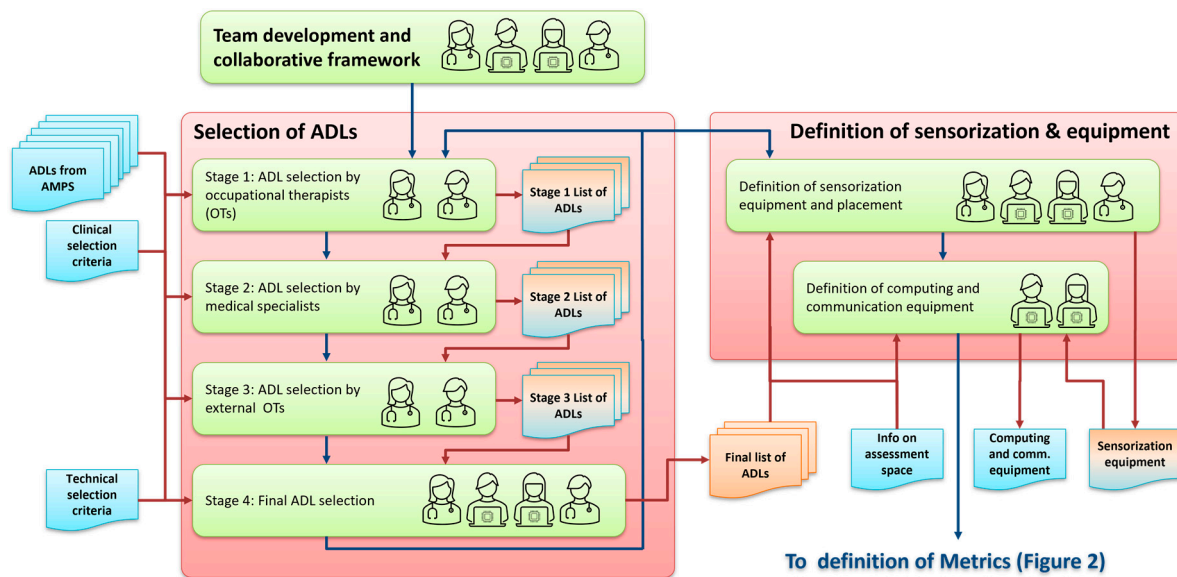 Team development and
collaborative framework
Selection of ADLs
Definition of sensorization & equipment
ADLs from
AMPS
Stage 1: ADL selection by
occupational therapists
(OTs)
Stage 1 List
of ADLs
Definition of sensorization
equipment and placement
Clinical
selection
criteria
Stage 2: ADL selection by
medical specialists
Stage 2 List
of ADLs
Definition of computing and
communication equipment
Stage 3: ADL selection by
external OTs
Stage 3 List
of ADLs
Technical
selection
criteria
Stage 4: Final ADL selection
Final list of
ADLs
Info on
assessment
space
Computing
and comm.
equipment
Sensorization
equipment
To definition of Metrics (Figure 2)